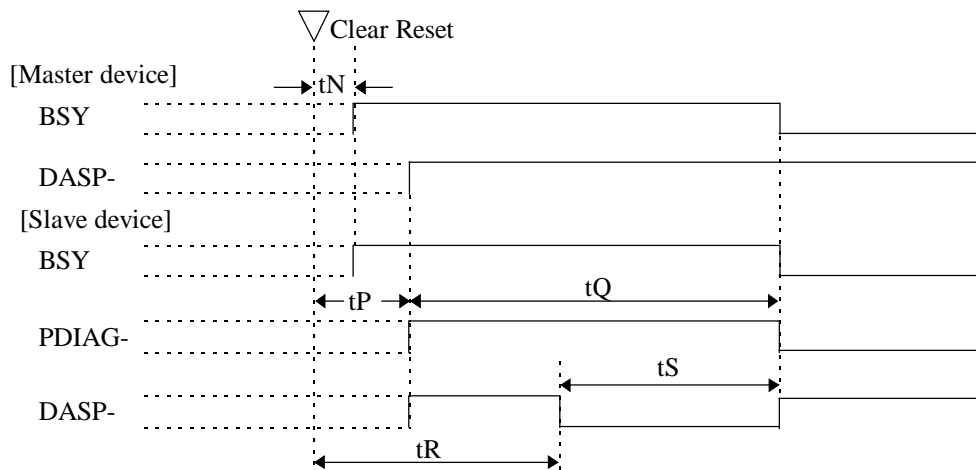 Clear Reset
tN
[Master device]
BSY
DASP-
[Slave device]
BSY
tP
tQ
PDIAG-
tS
DASP-
tR